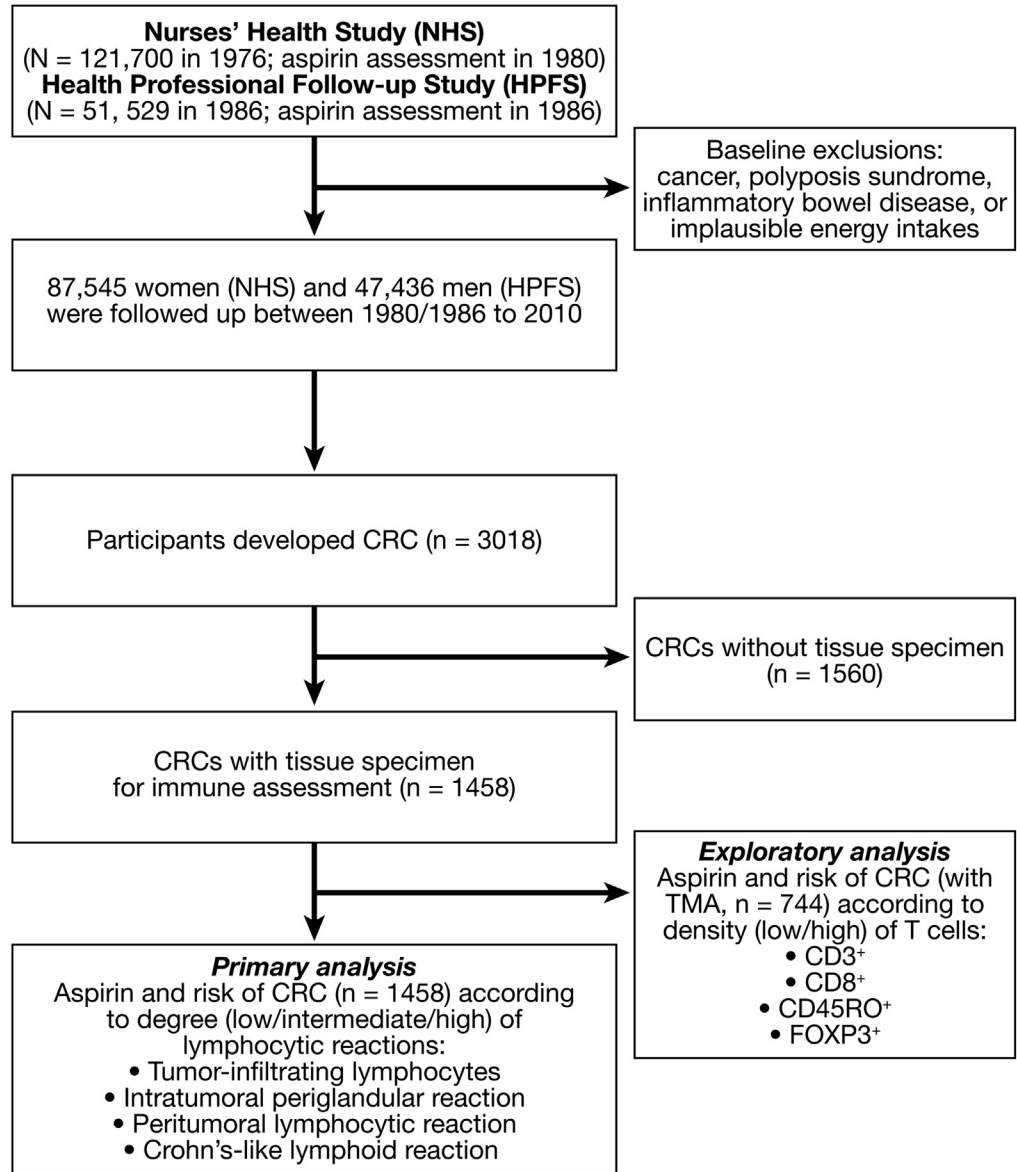 Nurses’ Health Study (NHS)
(N = 121,700 in 1976; aspirin assessment in 1980)
Health Professional Follow-up Study (HPFS)
(N = 51, 529 in 1986; aspirin assessment in 1986)
Baseline exclusions:
cancer, polyposis sundrome,
inflammatory bowel disease, or
implausible energy intakes
87,545 women (NHS) and 47,436 men (HPFS)
were followed up between 1980/1986 to 2010
Participants developed CRC (n = 3018)
CRCs without tissue specimen
(n = 1560)
CRCs with tissue specimen
for immune assessment (n = 1458)
Exploratory analysis
Aspirin and risk of CRC (with
TMA, n = 744) according to
density (low/high) of T cells:
• CD3⁺
• CD8⁺
• CD45RO⁺
• FOXP3⁺
Primary analysis
Aspirin and risk of CRC (n = 1458) according
to degree (low/intermediate/high) of
lymphocytic reactions:
• Tumor-infiltrating lymphocytes
• Intratumoral periglandular reaction
• Peritumoral lymphocytic reaction
• Crohn’s-like lymphoid reaction